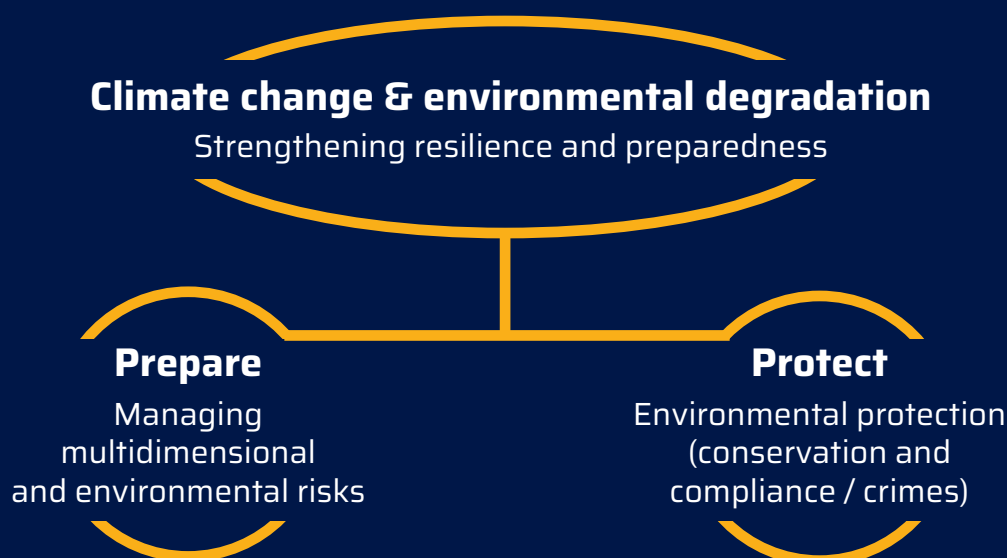 Climate change & environmental degradation
Strengthening resilience and preparedness
Prepare
Managing
multidimensional
and environmental risks
Protect
Environmental protection
(conservation and
compliance / crimes)